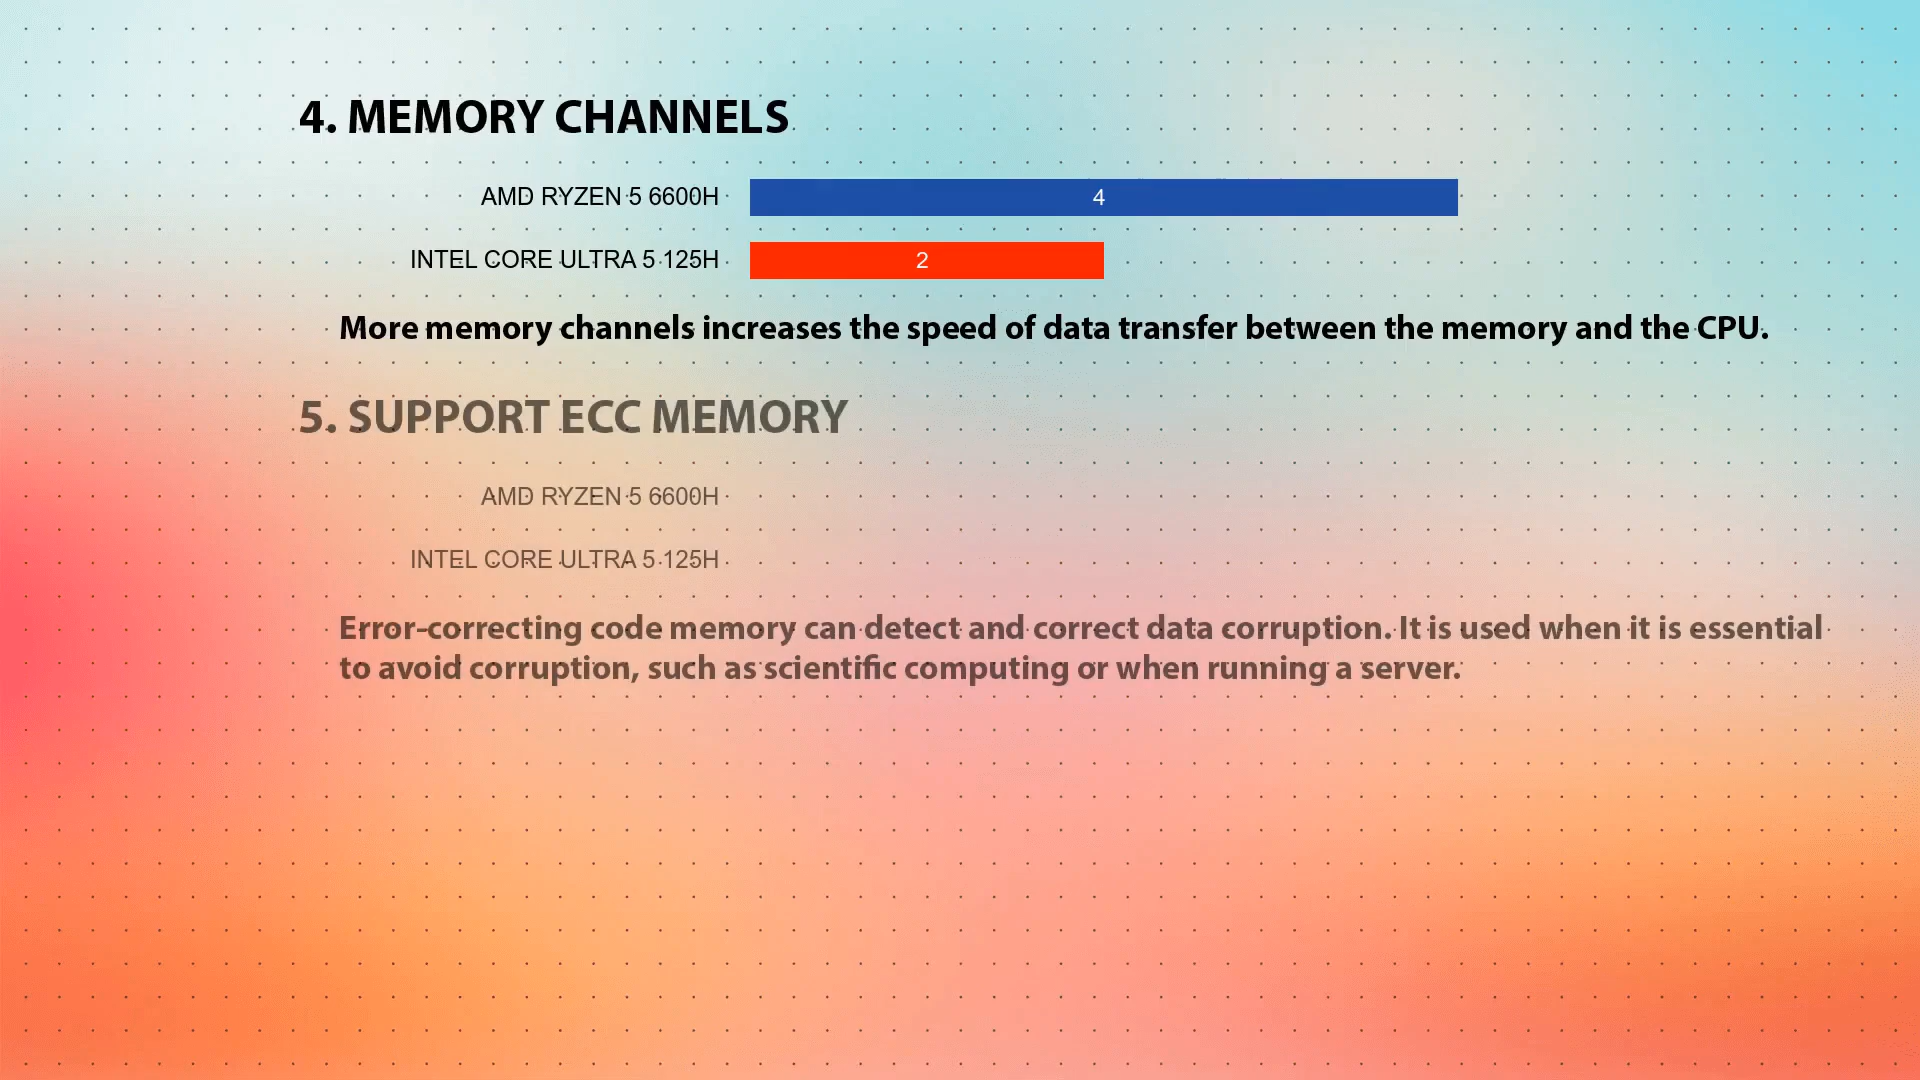 4. MEMORY CHANNELS
AMD RYZEN 5 6600H
4
INTEL CORE ULTRA 5 125H
2
More memory channels increases the speed of data transfer between the memory and the CPU.
5. SUPPORT ECC MEMORY
AMD RYZEN 5 6600H
INTEL CORE ULTRA 5 125H
Error-correcting code memory can detect and correct data corruption. It is used when it is essential
to avoid corruption, such as scientific computing or when running a server.